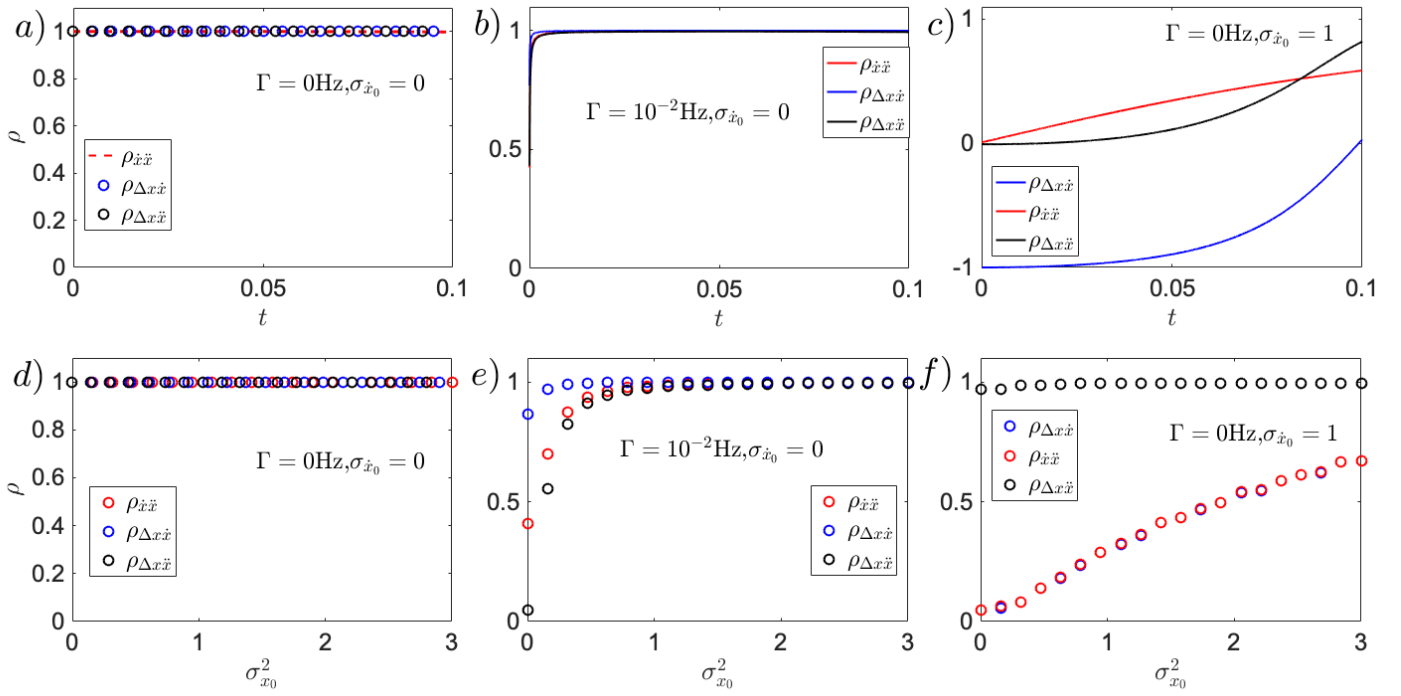 a)
1
0.8
0.6
0.4
0.2
0
ρ
Γ = 0Hz,σ_{ẋ₀} = 0
ρ_{ẋẍ}
ρ_{Δxẋ}
ρ_{Δxẍ}
0 0.05 0.1
t
b)
1
0.5
0
Γ = 10⁻²Hz,σ_{ẋ₀} = 0
ρ_{ẋẍ}
ρ_{Δxẋ}
ρ_{Δxẍ}
0 0.05 0.1
t
c)
1
0
-1
Γ = 0Hz,σ_{ẋ₀} = 1
ρ_{Δxẋ}
ρ_{ẋẍ}
ρ_{Δxẍ}
0 0.05 0.1
t
d)
1
0.8
0.6
0.4
0.2
0
ρ
Γ = 0Hz,σ_{ẋ₀} = 0
ρ_{ẋẍ}
ρ_{Δxẋ}
ρ_{Δxẍ}
0 1 2 3
σ²_{x₀}
e)
1
0.5
0
Γ = 10⁻²Hz,σ_{ẋ₀} = 0
ρ_{ẋẍ}
ρ_{Δxẋ}
ρ_{Δxẍ}
0 1 2 3
σ²_{x₀}
f)
1
0.5
0
ρ_{Δxẋ}
ρ_{ẋẍ}
ρ_{Δxẍ}
Γ = 0Hz,σ_{ẋ₀} = 1
0 1 2 3
σ²_{x₀}